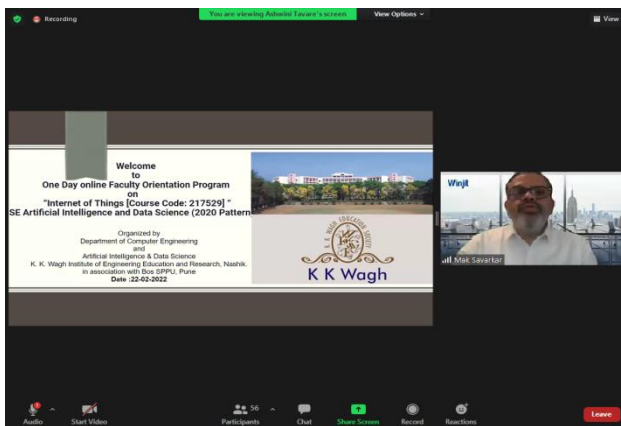 Recording
You are viewing Ashwini Tavare's screen
View Options
View
Welcome
to
One Day online Faculty Orientation Program
on
"Internet of Things [Course Code: 217529] "
SE Artificial Intelligence and Data Science (2020 Pattern
Organized by
Department of Computer Engineering
and
Artificial Intelligence & Data Science
K. K. Wagh Institute of Engineering Education and Research, Nashik.
in association with Bos SPPU, Pune
Date :22-02-2022
K K WAGH EDUCATION SOCIETY
K K Wagh
Winjit
Mak Savarkar
1
56
Audio
Start Video
Participants
Chat
Share Screen
Record
Reactions
Leave